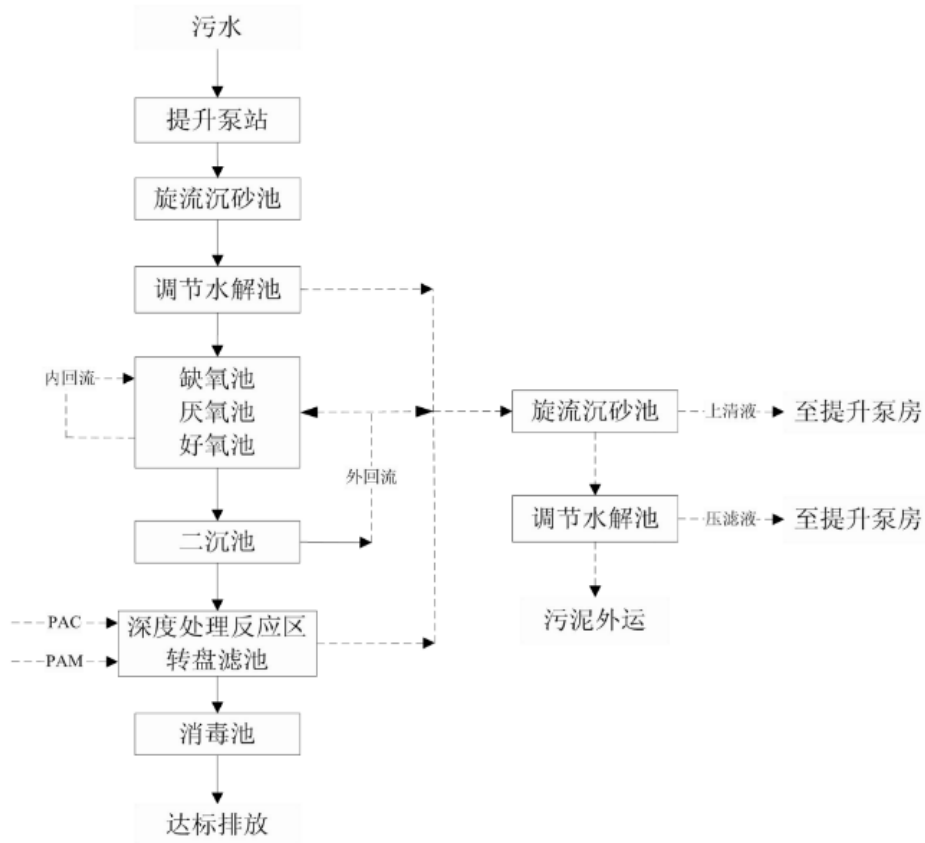 污水
提升泵站
旋流沉砂池
调节水解池
内回流
缺氧池
厌氧池
好氧池
外回流
二沉池
PAC
PAM
深度处理反应区
转盘滤池
消毒池
达标排放
旋流沉砂池
上清液
至提升泵房
调节水解池
压滤液
至提升泵房
污泥外运